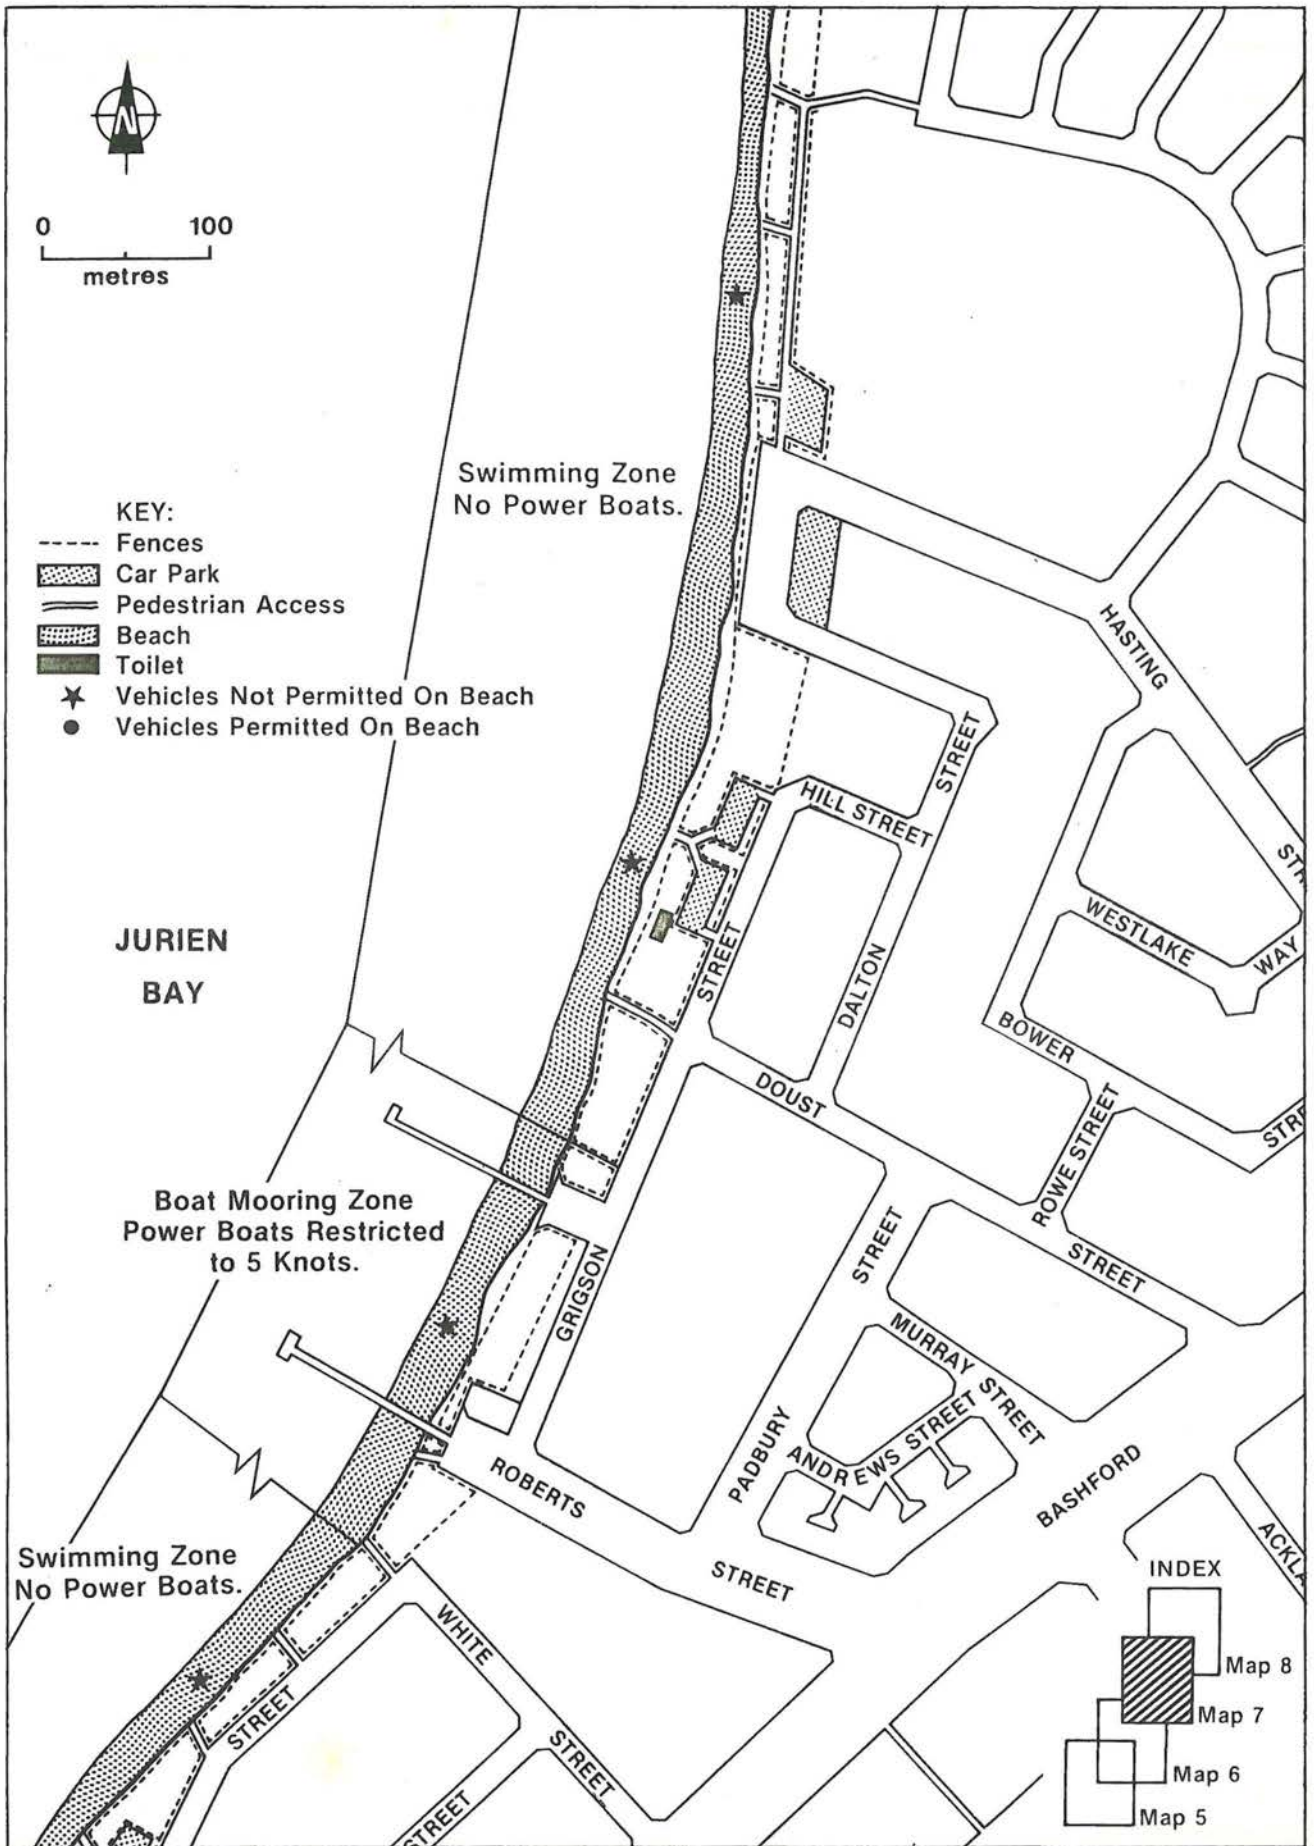 N
0 100
metres
Swimming Zone
No Power Boats.
KEY:
Fences
Car Park
Pedestrian Access
Beach
Toilet
Vehicles Not Permitted On Beach
Vehicles Permitted On Beach
HASTING
STREET
HILL STREET
STR
WESTLAKE
WAY
JURIEN
BAY
STREET
DALTON
BOWER
DOUST
ROWE STREET
STRE
Boat Mooring Zone
Power Boats Restricted
to 5 Knots.
STREET
STREET
GRIGSON
MURRAY STREET
PADBURY
ANDREWS STREET
ROBERTS
BASHFORD
ACKLA
Swimming Zone
No Power Boats.
STREET
INDEX
WHITE
Map 8
STREET
Map 7
STREET
Map 6
STREET
Map 5